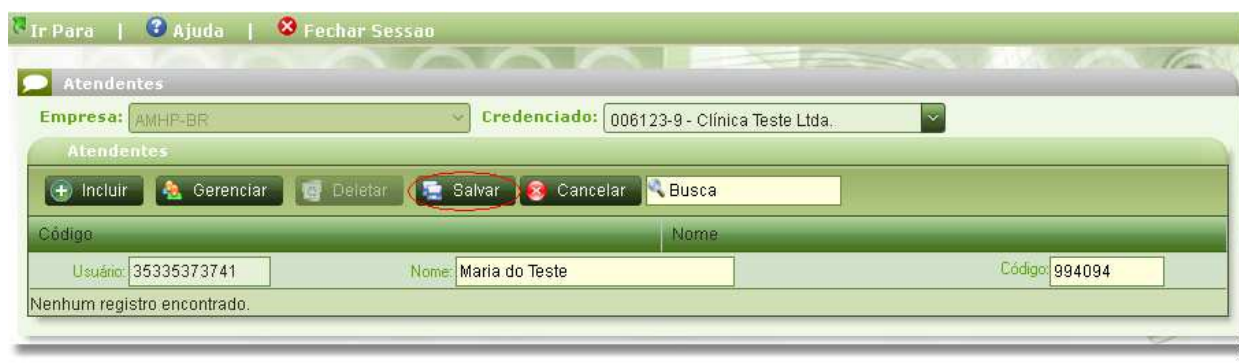 Ir Para | Ajuda | Fechar Sessao
Atendentes
Empresa: AMHP-BR Credenciado: 006123-9 - Clínica Teste Ltda.
Atendentes
Incluir Gerenciar Deletar Salvar Cancelar Busca
Código Nome
Usuário: 35335373741 Nome: Maria do Teste Código: 994094
Nenhum registro encontrado.